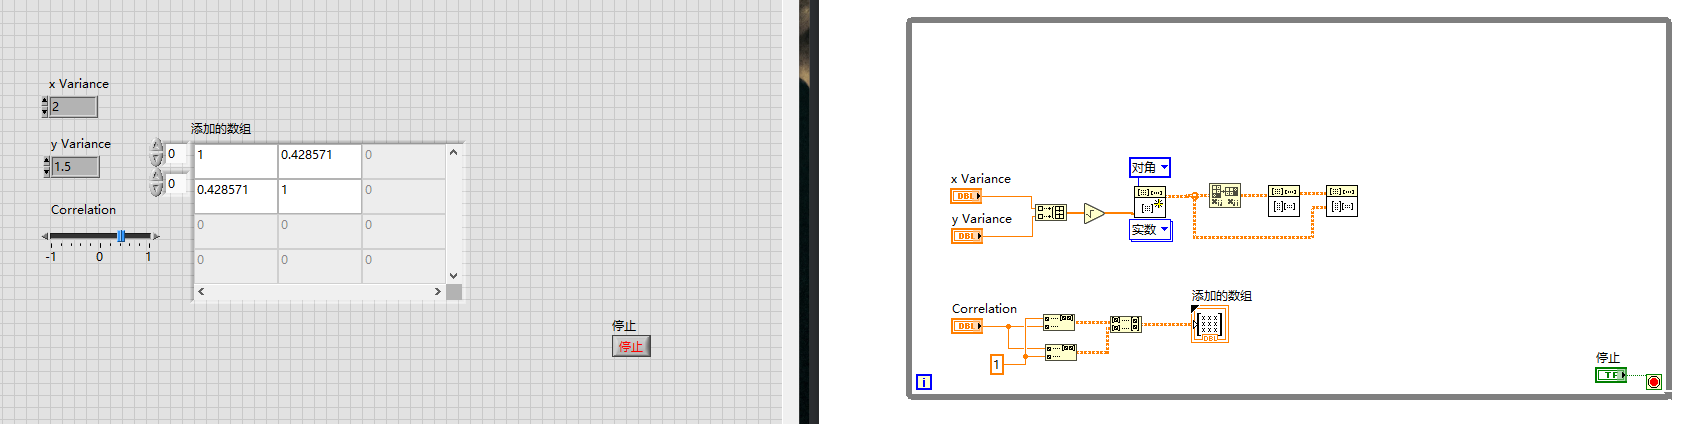 x Variance
2
y Variance
1.5
Correlation
-1 0 1
添加的数组
0
0
1 0.428571 0
0.428571 1 0
0 0 0
0 0 0
停止
停止
x Variance
DBL
y Variance
DBL
对角
实数
Correlation
DBL
1
添加的数组
DBL
i
停止
TF